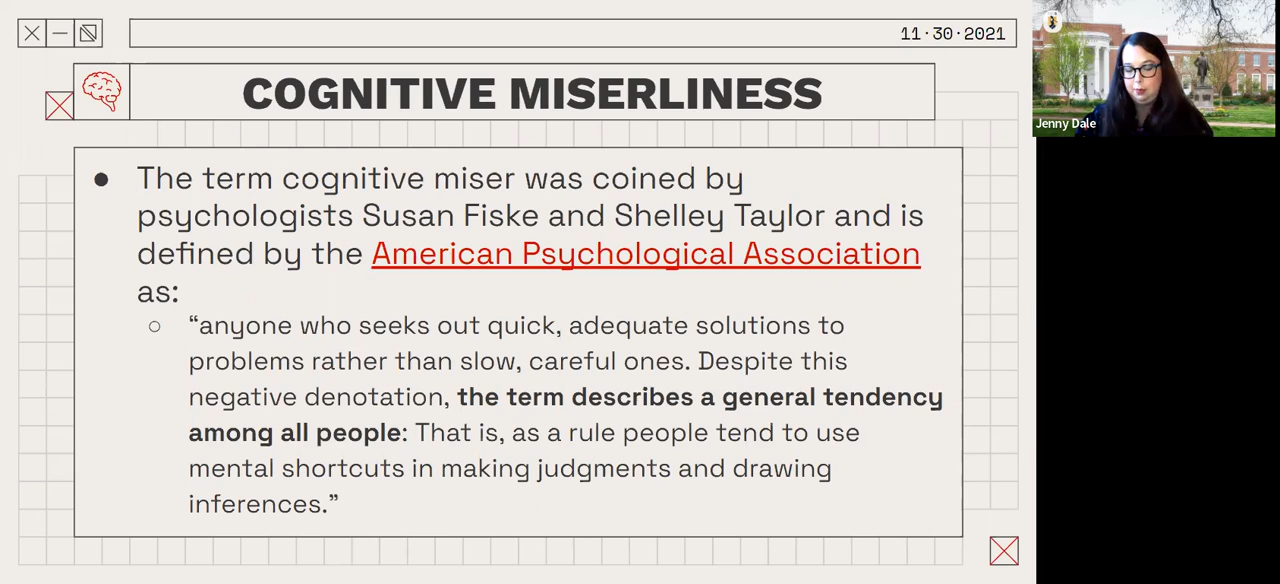 11·30·2021
COGNITIVE MISERLINESS
● The term cognitive miser was coined by
psychologists Susan Fiske and Shelley Taylor and is
defined by the American Psychological Association
as:
○ “anyone who seeks out quick, adequate solutions to
problems rather than slow, careful ones. Despite this
negative denotation, the term describes a general tendency
among all people: That is, as a rule people tend to use
mental shortcuts in making judgments and drawing
inferences.”
Jenny Dale